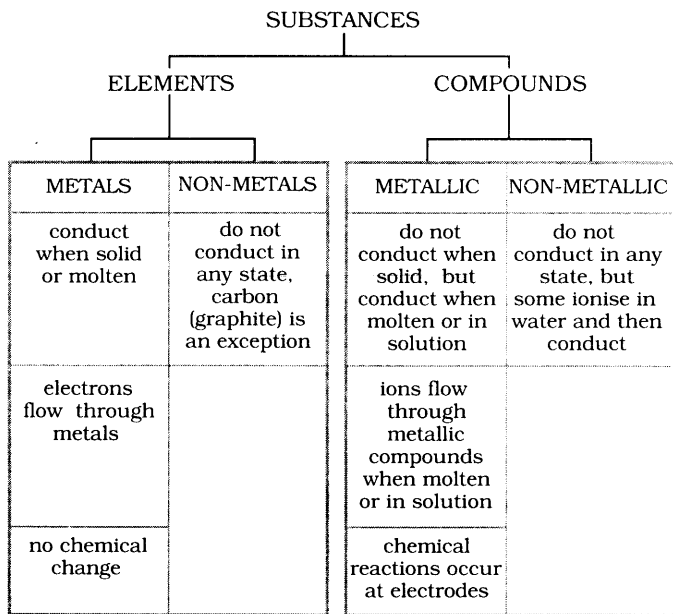 SUBSTANCES
ELEMENTS
COMPOUNDS
METALS
NON-METALS
METALLIC
NON-METALLIC
conduct
when solid
or molten
do not
conduct in
any state,
carbon
(graphite) is
an exception
do not
conduct when
solid, but
conduct when
molten or in
solution
do not
conduct in any
state, but
some ionise in
water and then
conduct
electrons
flow through
metals
ions flow
through
metallic
compounds
when molten
or in solution
no chemical
change
chemical
reactions occur
at electrodes